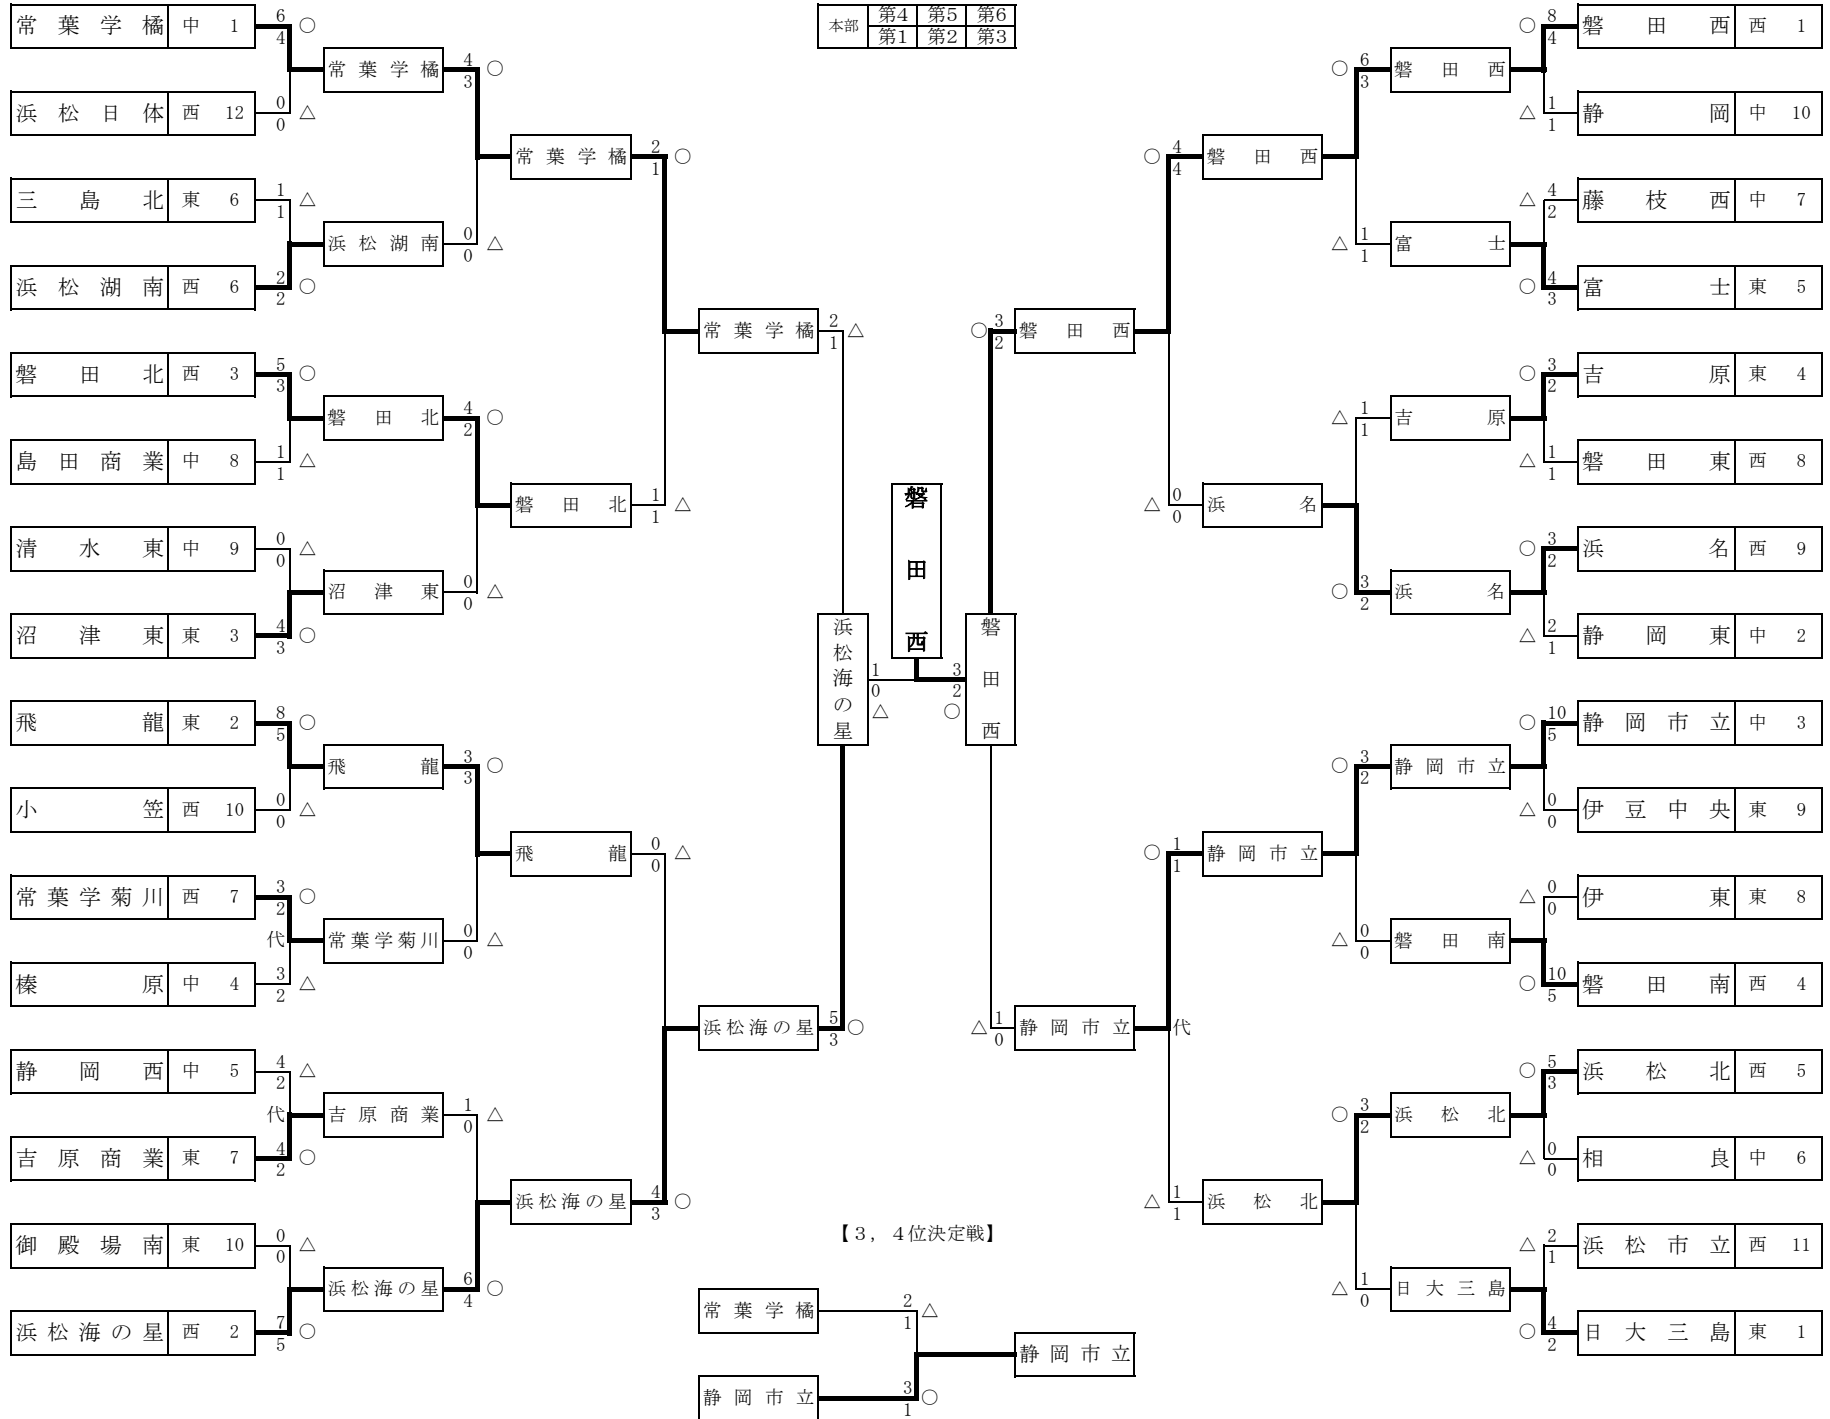 本部 第4 第5 第6
第1 第2 第3
常葉学橘 中 1 6 4 ○
浜松日体 西 12 0 0 △
三島北 東 6 1 1 △
浜松湖南 西 6 2 2 ○
磐田北 西 3 5 3 ○
島田商業 中 8 1 1 △
清水東 中 9 0 0 △
沼津東 東 3 4 3 ○
飛龍 東 2 8 5 ○
小笠 西 10 0 0 △
常葉学菊川 西 7 3 2 ○
代
榛原 中 4 3 2 △
静岡西 中 5 4 2 △
代
吉原商業 東 7 4 2 ○
御殿場南 東 10 0 0 △
浜松海の星 西 2 7 5 ○
常葉学橘 4 3 ○
浜松湖南 0 0 △
磐田北 4 2 ○
沼津東 0 0 △
飛龍 3 3 ○
常葉学菊川 0 0 △
吉原商業 1 0 △
浜松海の星 6 4 ○
常葉学橘 2 1 ○
磐田北 1 1 △
飛龍 0 0 △
浜松海の星 4 3 ○
常葉学橘 2 1 △
浜松海の星 5 3 ○
浜松海の星 1 0 △
磐田西
磐田西 3 2 ○
○ 3 2 磐田西
△ 1 0 静岡市立
○ 4 4 磐田西
△ 0 0 浜名
○ 1 1 静岡市立
代
△ 1 1 浜松北
○ 6 3 磐田西
△ 1 1 富士
△ 1 1 吉原
○ 3 2 浜名
○ 3 2 静岡市立
△ 0 0 磐田南
○ 3 2 浜松北
△ 1 0 日大三島
○ 8 4 磐田西 西 1
△ 1 1 静岡 中 10
△ 4 2 藤枝西 中 7
○ 4 3 富士 東 5
○ 3 2 吉原 東 4
△ 1 1 磐田東 西 8
○ 3 2 浜名 西 9
△ 2 1 静岡東 中 2
○ 10 5 静岡市立 中 3
△ 0 0 伊豆中央 東 9
△ 0 0 伊東 東 8
○ 10 5 磐田南 西 4
○ 5 3 浜松北 西 5
△ 0 0 相良 中 6
△ 2 1 浜松市立 西 11
○ 4 2 日大三島 東 1
【３，４位決定戦】
常葉学橘 2 1 △
静岡市立
静岡市立 3 1 ○